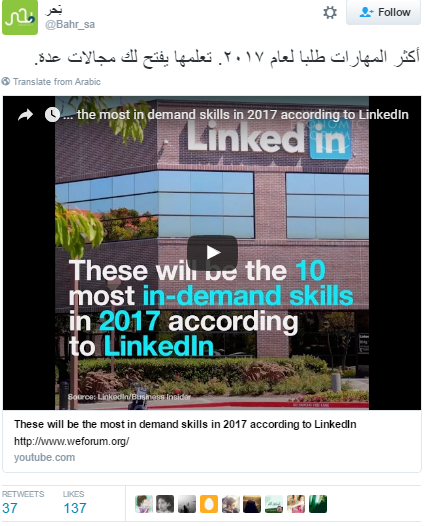 بَحر
@Bahr_sa
Follow
أكثر المهارات طلبا لعام ٢٠١٧. تعلمها يفتح لك مجالات عدة.
Translate from Arabic
... the most in demand skills in 2017 according to LinkedIn
Linked in
These will be the 10
most in-demand skills
in 2017 according
to LinkedIn
Source: LinkedIn/Business Insider
These will be the most in demand skills in 2017 according to LinkedIn
http://www.weforum.org/
youtube.com
RETWEETS
37
LIKES
137